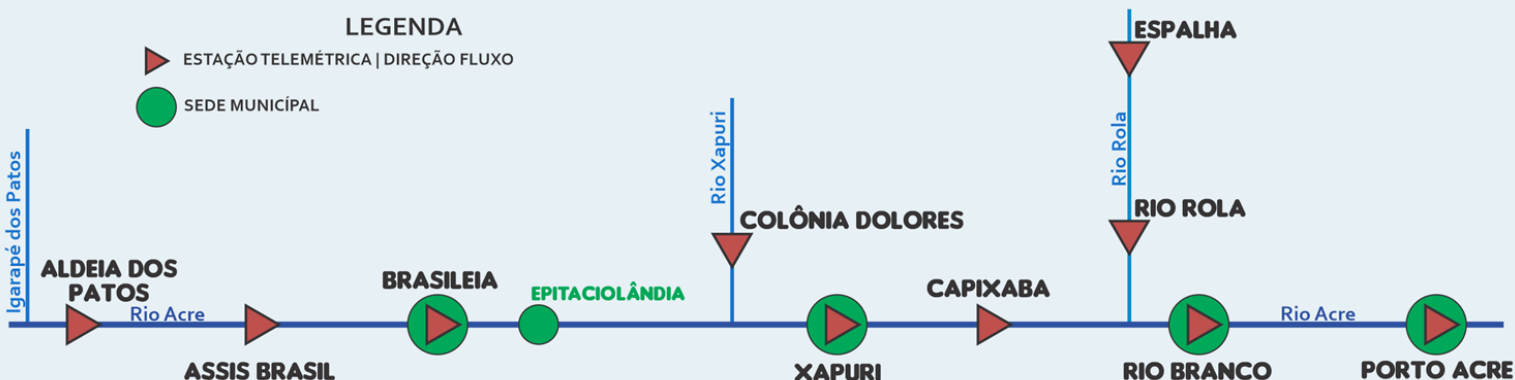 LEGENDA
ESTAÇÃO TELEMÉTRICA | DIREÇÃO FLUXO
SEDE MUNICÍPAL
Igarapé dos Patos
ALDEIA DOS
PATOS
Rio Acre
ASSIS BRASIL
BRASILEIA
EPITACIOLÂNDIA
Rio Xapuri
COLÔNIA DOLORES
XAPURI
CAPIXABA
ESPALHA
Rio Rola
RIO ROLA
RIO BRANCO
Rio Acre
PORTO ACRE